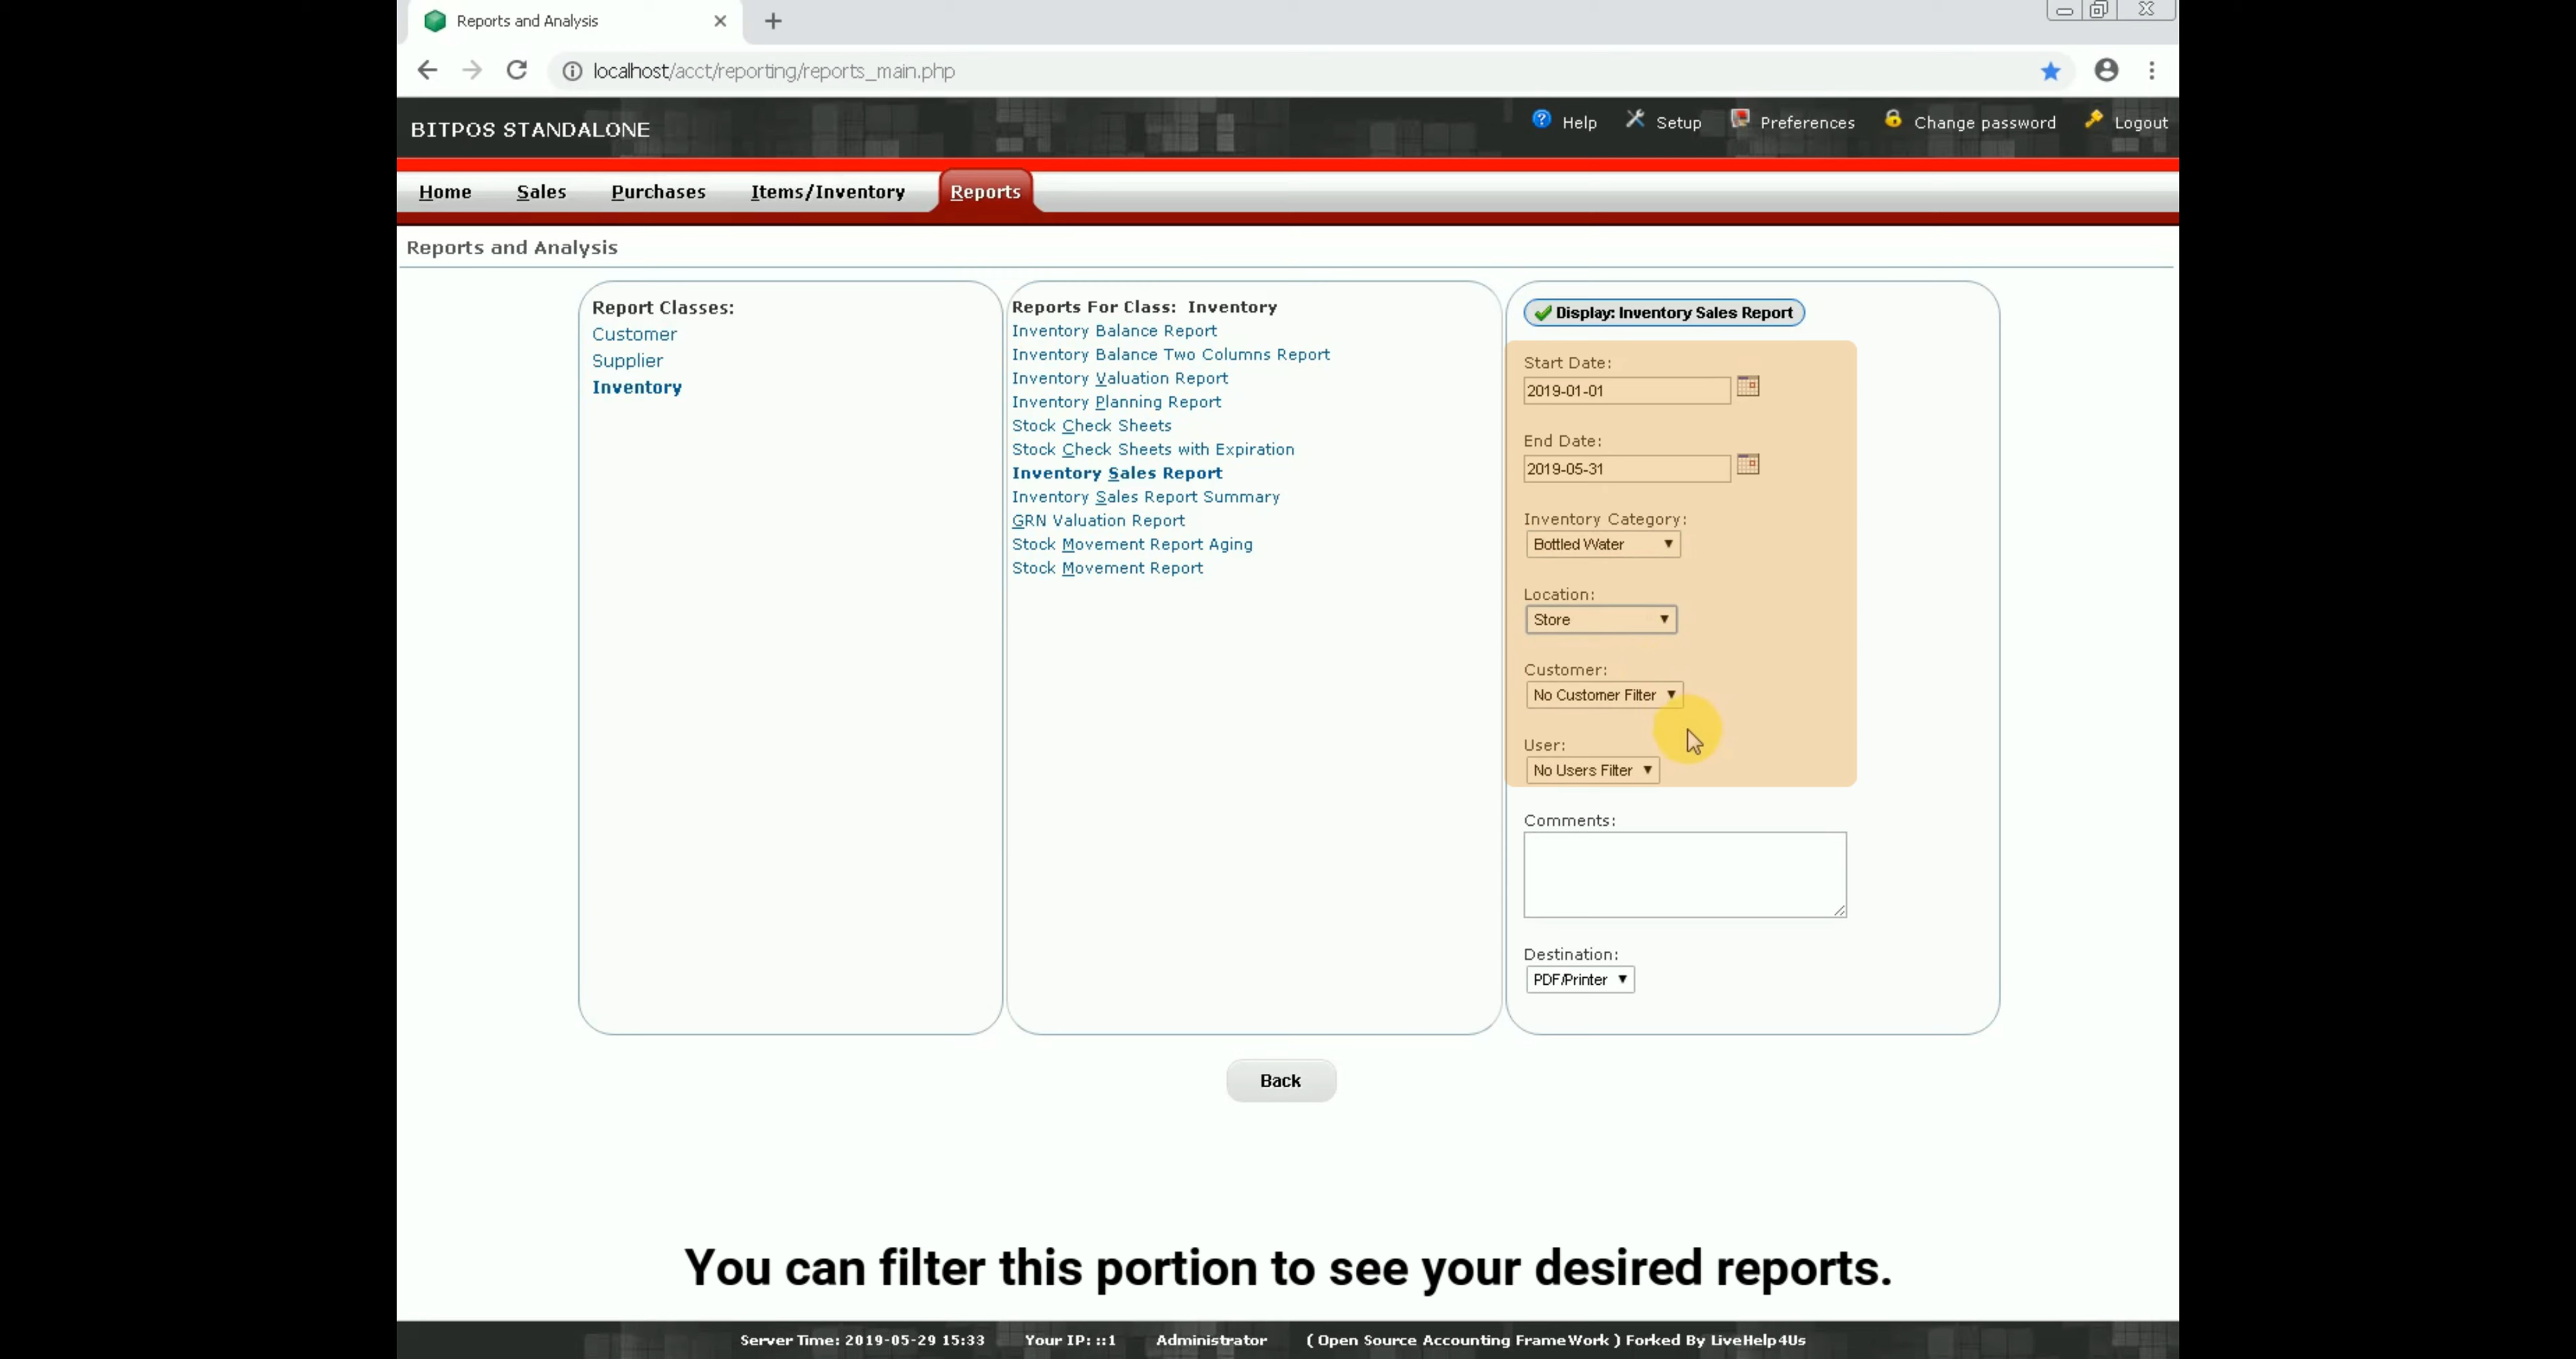 Reports and Analysis
localhost/acct/reporting/reports_main.php
BITPOS STANDALONE
Help
Setup
Preferences
Change password
Logout
Home
Sales
Purchases
Items/Inventory
Reports
Reports and Analysis
Report Classes:
Customer
Supplier
Inventory
Reports For Class: Inventory
Inventory Balance Report
Inventory Balance Two Columns Report
Inventory Valuation Report
Inventory Planning Report
Stock Check Sheets
Stock Check Sheets with Expiration
Inventory Sales Report
Inventory Sales Report Summary
GRN Valuation Report
Stock Movement Report Aging
Stock Movement Report
Display: Inventory Sales Report
Start Date:
2019-01-01
End Date:
2019-05-31
Inventory Category:
Bottled Water
Location:
Store
Customer:
No Customer Filter
User:
No Users Filter
Comments:
Destination:
PDF/Printer
Back
You can filter this portion to see your desired reports.
Server Time: 2019-05-29 15:33 Your IP: ::1 Administrator ( Open Source Accounting FrameWork ) Forked By LiveHelp4Us